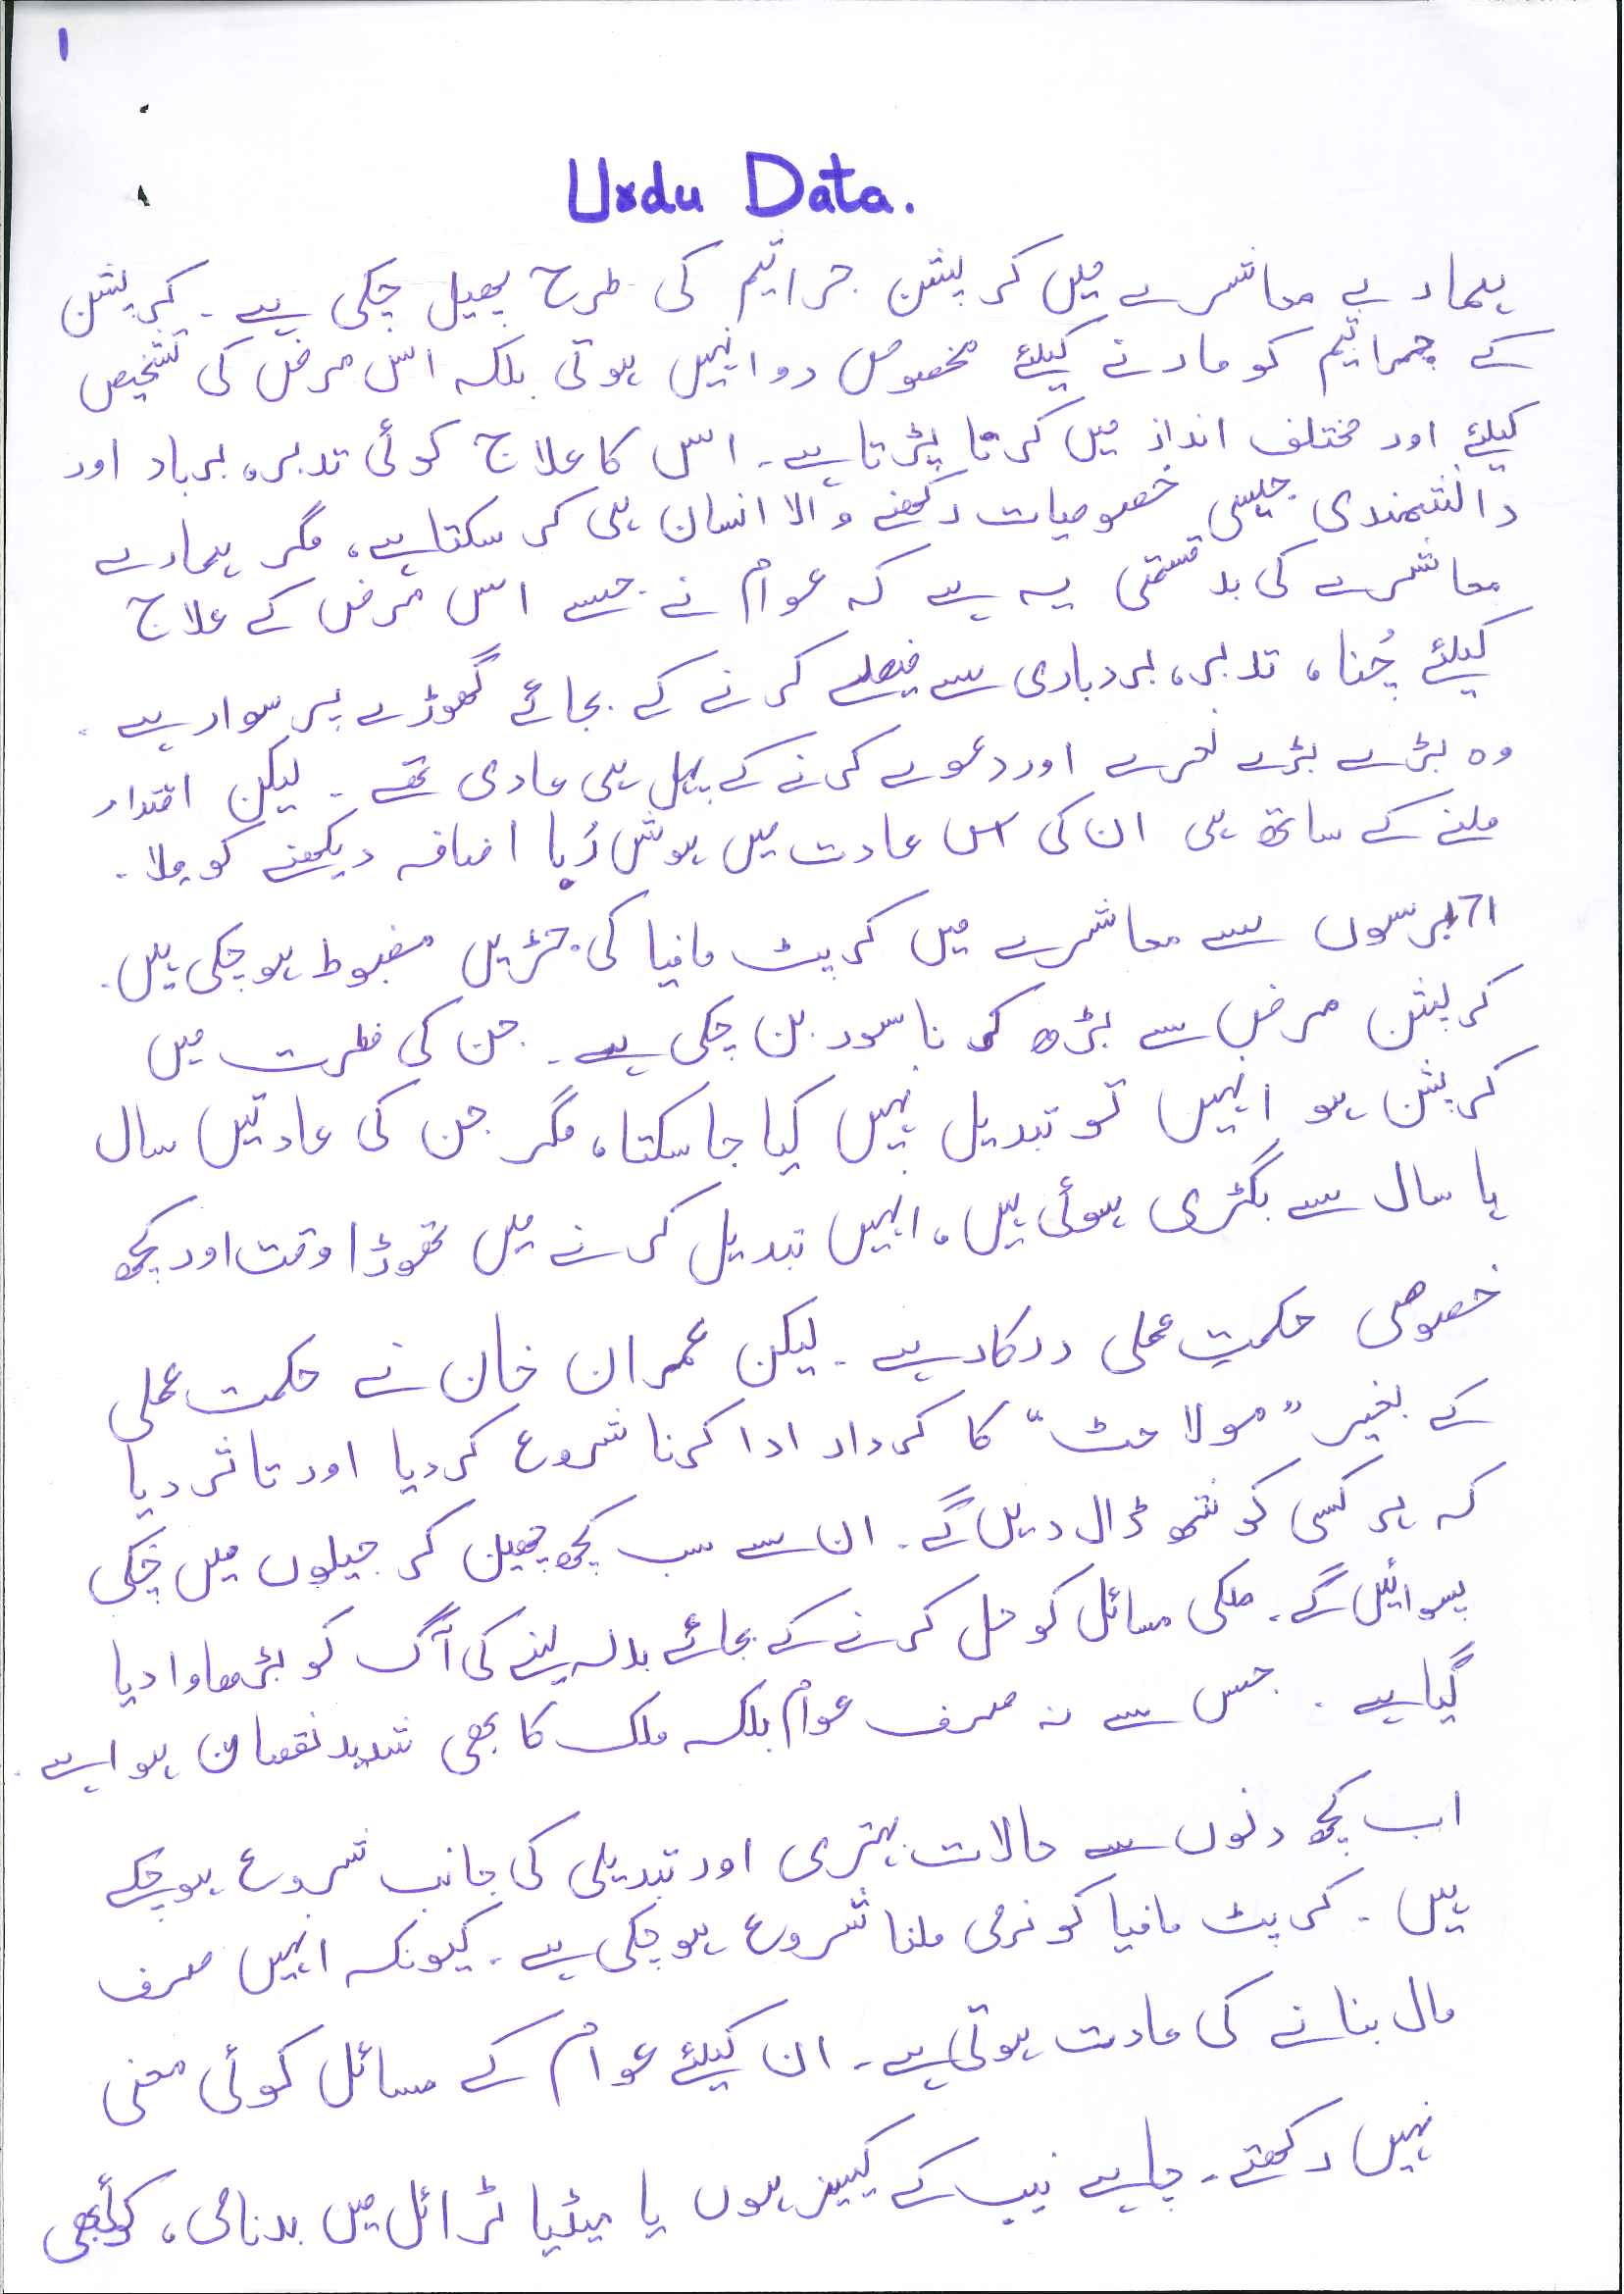 1
Urdu Data.
ہمارے معاشرے میں کرپشن جراثیم کی طرح پھیل چکی ہے۔ کرپشن
کے جراثیم کو مارنے کیلئے مخصوص دوا نہیں ہوتی بلکہ اس مرض کی تشخیص
کیلئے اور مختلف انداز میں کرنا پڑتا ہے۔ اس کا علاج کوئی تدبر، برباد اور
دانشمندی جیسی خصوصیات رکھنے والا انسان ہی کر سکتا ہے، مگر ہمارے
معاشرے کی بدقسمتی یہ ہے کہ عوام نے جسے اس مرض کے علاج
کیلئے چُنا، تدبر، بردباری سے فیصلے کرنے کے بجائے گھوڑے پر سوار ہے۔
وہ بڑے بڑے نعرے اور دعوے کرنے کے پہل ہی عادی تھے۔ لیکن اقتدار
ملنے کے ساتھ ہی ان کی اس عادت میں ہوش رُبا اضافہ دیکھنے کو ملا۔
71 برسوں سے معاشرے میں کرپٹ مافیا کی جڑیں مضبوط ہو چکی ہیں۔
کرپشن مرض سے بڑھ کر ناسور بن چکی ہے۔ جن کی فطرت میں
کرپشن ہو انہیں تو تبدیل نہیں کیا جا سکتا، مگر جن کی عادتیں سال
ہا سال سے بگڑی ہوئی ہیں، انہیں تبدیل کرنے میں تھوڑا وقت اور کچھ
خصوصی حکمتِ عملی درکار ہے۔ لیکن عمران خان نے حکمت عملی
کے بغیر ”مولا جٹ“ کا کردار ادا کرنا شروع کر دیا اور تاثر دیا
کہ ہر کسی کو نتھ ڈال دیں گے۔ ان سے سب کچھ چھین کر جیلوں میں چکی
پسوائیں گے۔ ملکی مسائل کو حل کرنے کے بجائے بدلہ لینے کی آگ کو بڑھاوا دیا
گیا ہے۔ جس سے نہ صرف عوام بلکہ ملک کا بھی شدید نقصان ہوا ہے۔
اب کچھ دنوں سے حالات بہتری اور تبدیلی کی جانب شروع ہو چکے
ہیں۔ کرپٹ مافیا کو نرمی ملنا شروع ہو چکی ہے۔ کیونکہ انہیں صرف
مال بنانے کی عادت ہوتی ہے۔ ان کیلئے عوام کے مسائل کوئی معنی
نہیں رکھتے۔ چاہے نیب کے کیسز ہوں یا میڈیا ٹرائل میں بدنامی، کوئی بھی